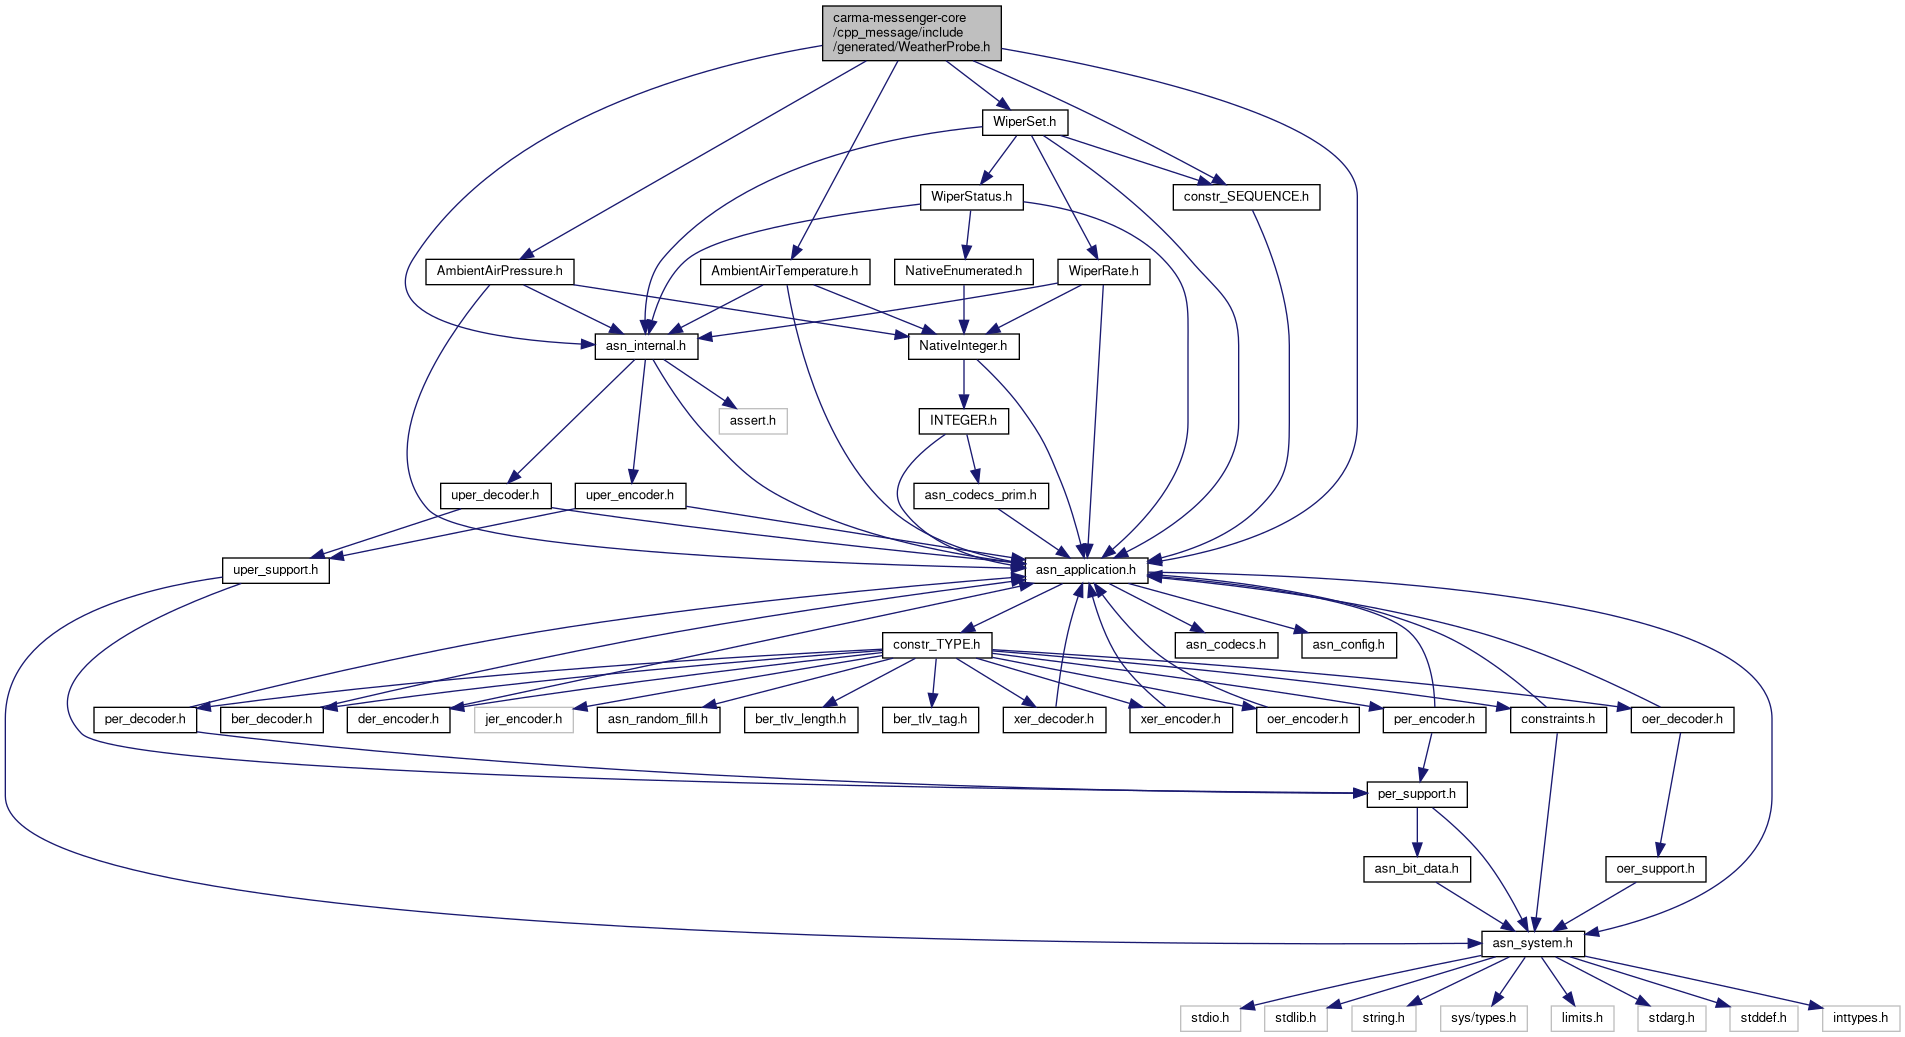 carma-messenger-core
/cpp_message/include
/generated/WeatherProbe.h
WiperSet.h
WiperStatus.h
constr_SEQUENCE.h
AmbientAirPressure.h
AmbientAirTemperature.h
NativeEnumerated.h
WiperRate.h
asn_internal.h
NativeInteger.h
assert.h
INTEGER.h
uper_decoder.h
uper_encoder.h
asn_codecs_prim.h
uper_support.h
asn_application.h
constr_TYPE.h
asn_codecs.h
asn_config.h
per_decoder.h
ber_decoder.h
der_encoder.h
jer_encoder.h
asn_random_fill.h
ber_tlv_length.h
ber_tlv_tag.h
xer_decoder.h
xer_encoder.h
oer_encoder.h
per_encoder.h
constraints.h
oer_decoder.h
per_support.h
asn_bit_data.h
oer_support.h
asn_system.h
stdio.h
stdlib.h
string.h
sys/types.h
limits.h
stdarg.h
stddef.h
inttypes.h